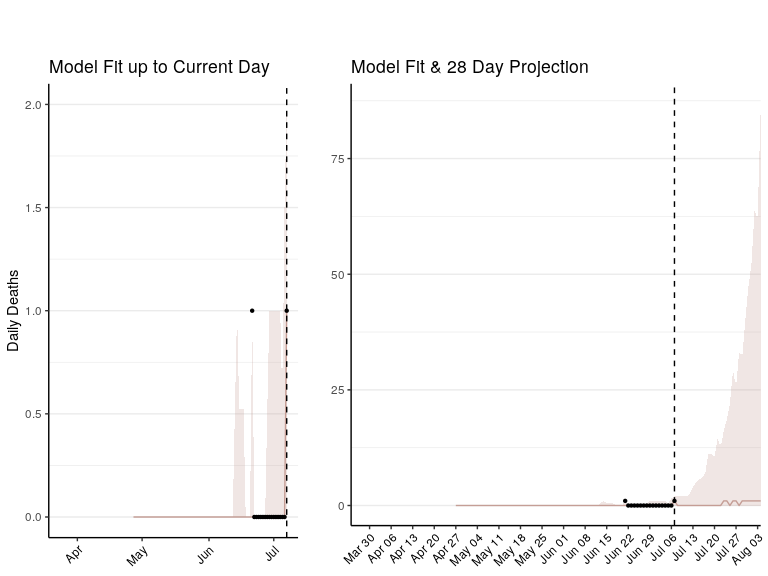 Model Fit up to Current Day
Daily Deaths
2.0
1.5
1.0
0.5
0.0
Apr
May
Jun
Jul
Model Fit & 28 Day Projection
75
50
25
0
Mar 30
Apr 06
Apr 13
Apr 20
Apr 27
May 04
May 11
May 18
May 25
Jun 01
Jun 08
Jun 15
Jun 22
Jun 29
Jul 06
Jul 13
Jul 20
Jul 27
Aug 03